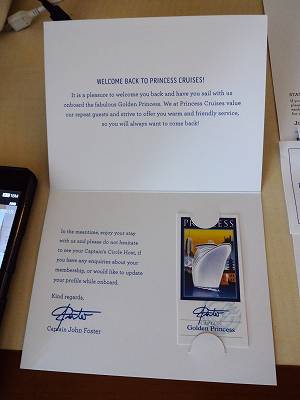 WELCOME BACK TO PRINCESS CRUISES!
It is a pleasure to welcome you back and have you sail with us
onboard the fabulous Golden Princess. We at Princess Cruises value
our repeat guests and strive to offer you warm and friendly service,
so you will always want to come back!
In the meantime, enjoy your stay
with us and please do not hesitate
to see your Captain's Circle Host, if
you have any enquiries about your
membership, or would like to update
your profile while onboard.
Kind regards,
Captain John Foster
PRINCESS
Golden Princess